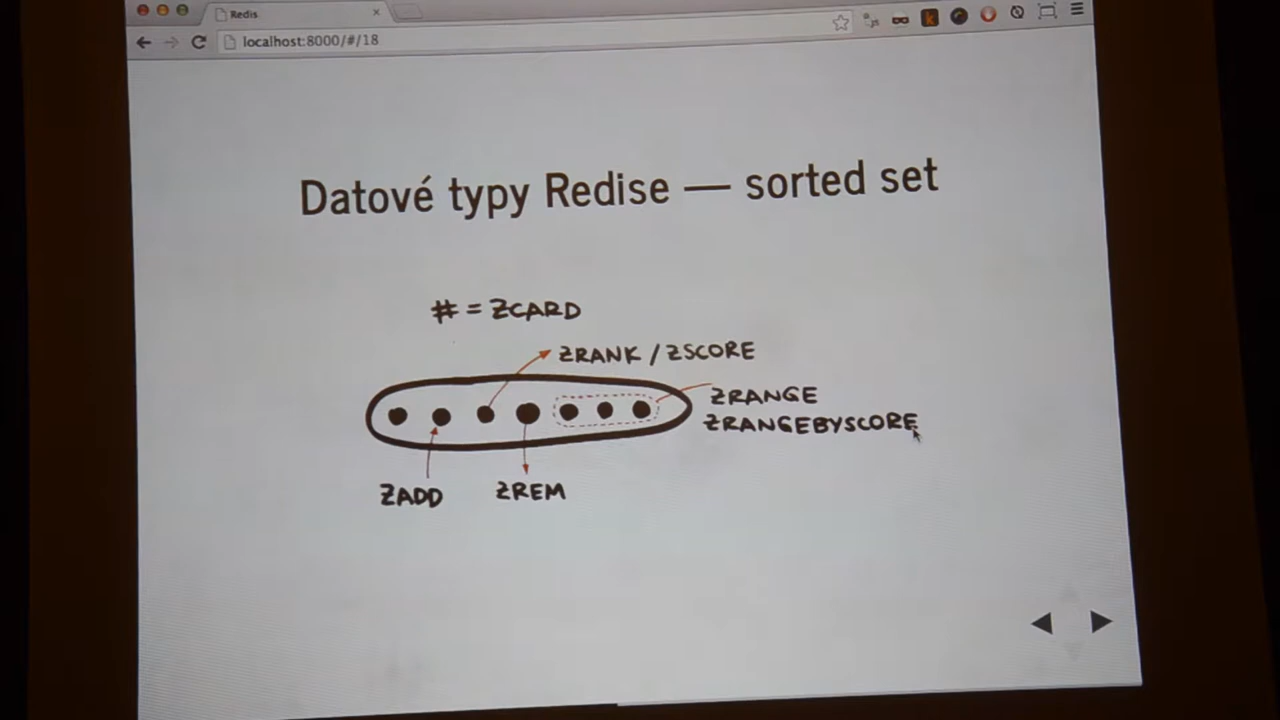 Redis
localhost:8000/#/18
Datové typy Redise — sorted set
# = ZCARD
ZRANK / ZSCORE
ZRANGE
ZRANGEBYSCORE
ZADD
ZREM